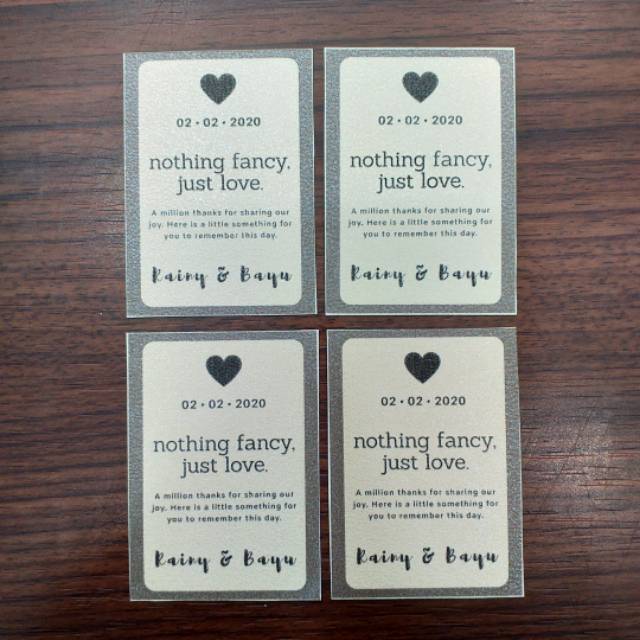 02 • 02 • 2020
nothing fancy,
just love.
A million thanks for sharing our
joy. Here is a little something for
you to remember this day.
Rainy & Bayu
02 • 02 • 2020
nothing fancy,
just love.
A million thanks for sharing our
joy. Here is a little something for
you to remember this day.
Rainy & Bayu
02 • 02 • 2020
nothing fancy,
just love.
A million thanks for sharing our
joy. Here is a little something for
you to remember this day.
Rainy & Bayu
02 • 02 • 2020
nothing fancy,
just love.
A million thanks for sharing our
joy. Here is a little something for
you to remember this day.
Rainy & Bayu